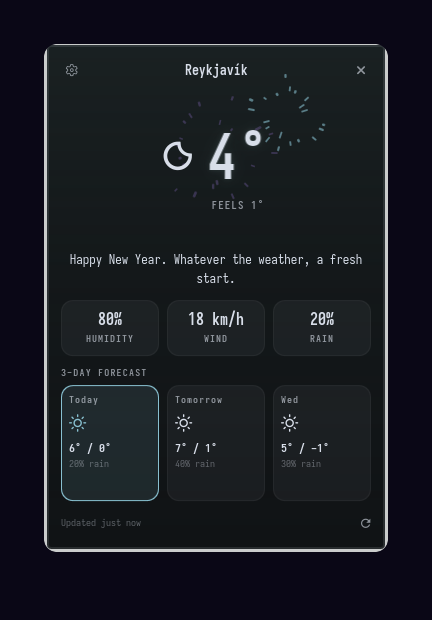 Reykjavík
4°
FEELS 1°
Happy New Year. Whatever the weather, a fresh
start.
80%
HUMIDITY
18 km/h
WIND
20%
RAIN
3-DAY FORECAST
Today
6° / 0°
20% rain
Tomorrow
7° / 1°
40% rain
Wed
5° / -1°
30% rain
Updated just now